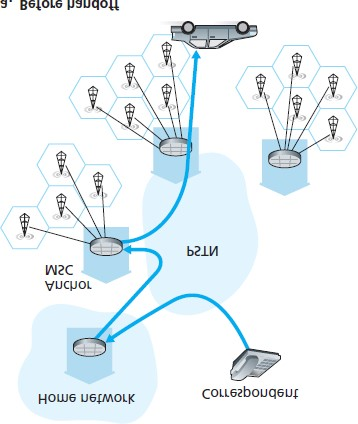 Home network
Correspondent
Anchor
MSC
PSTN
a. Before handoff